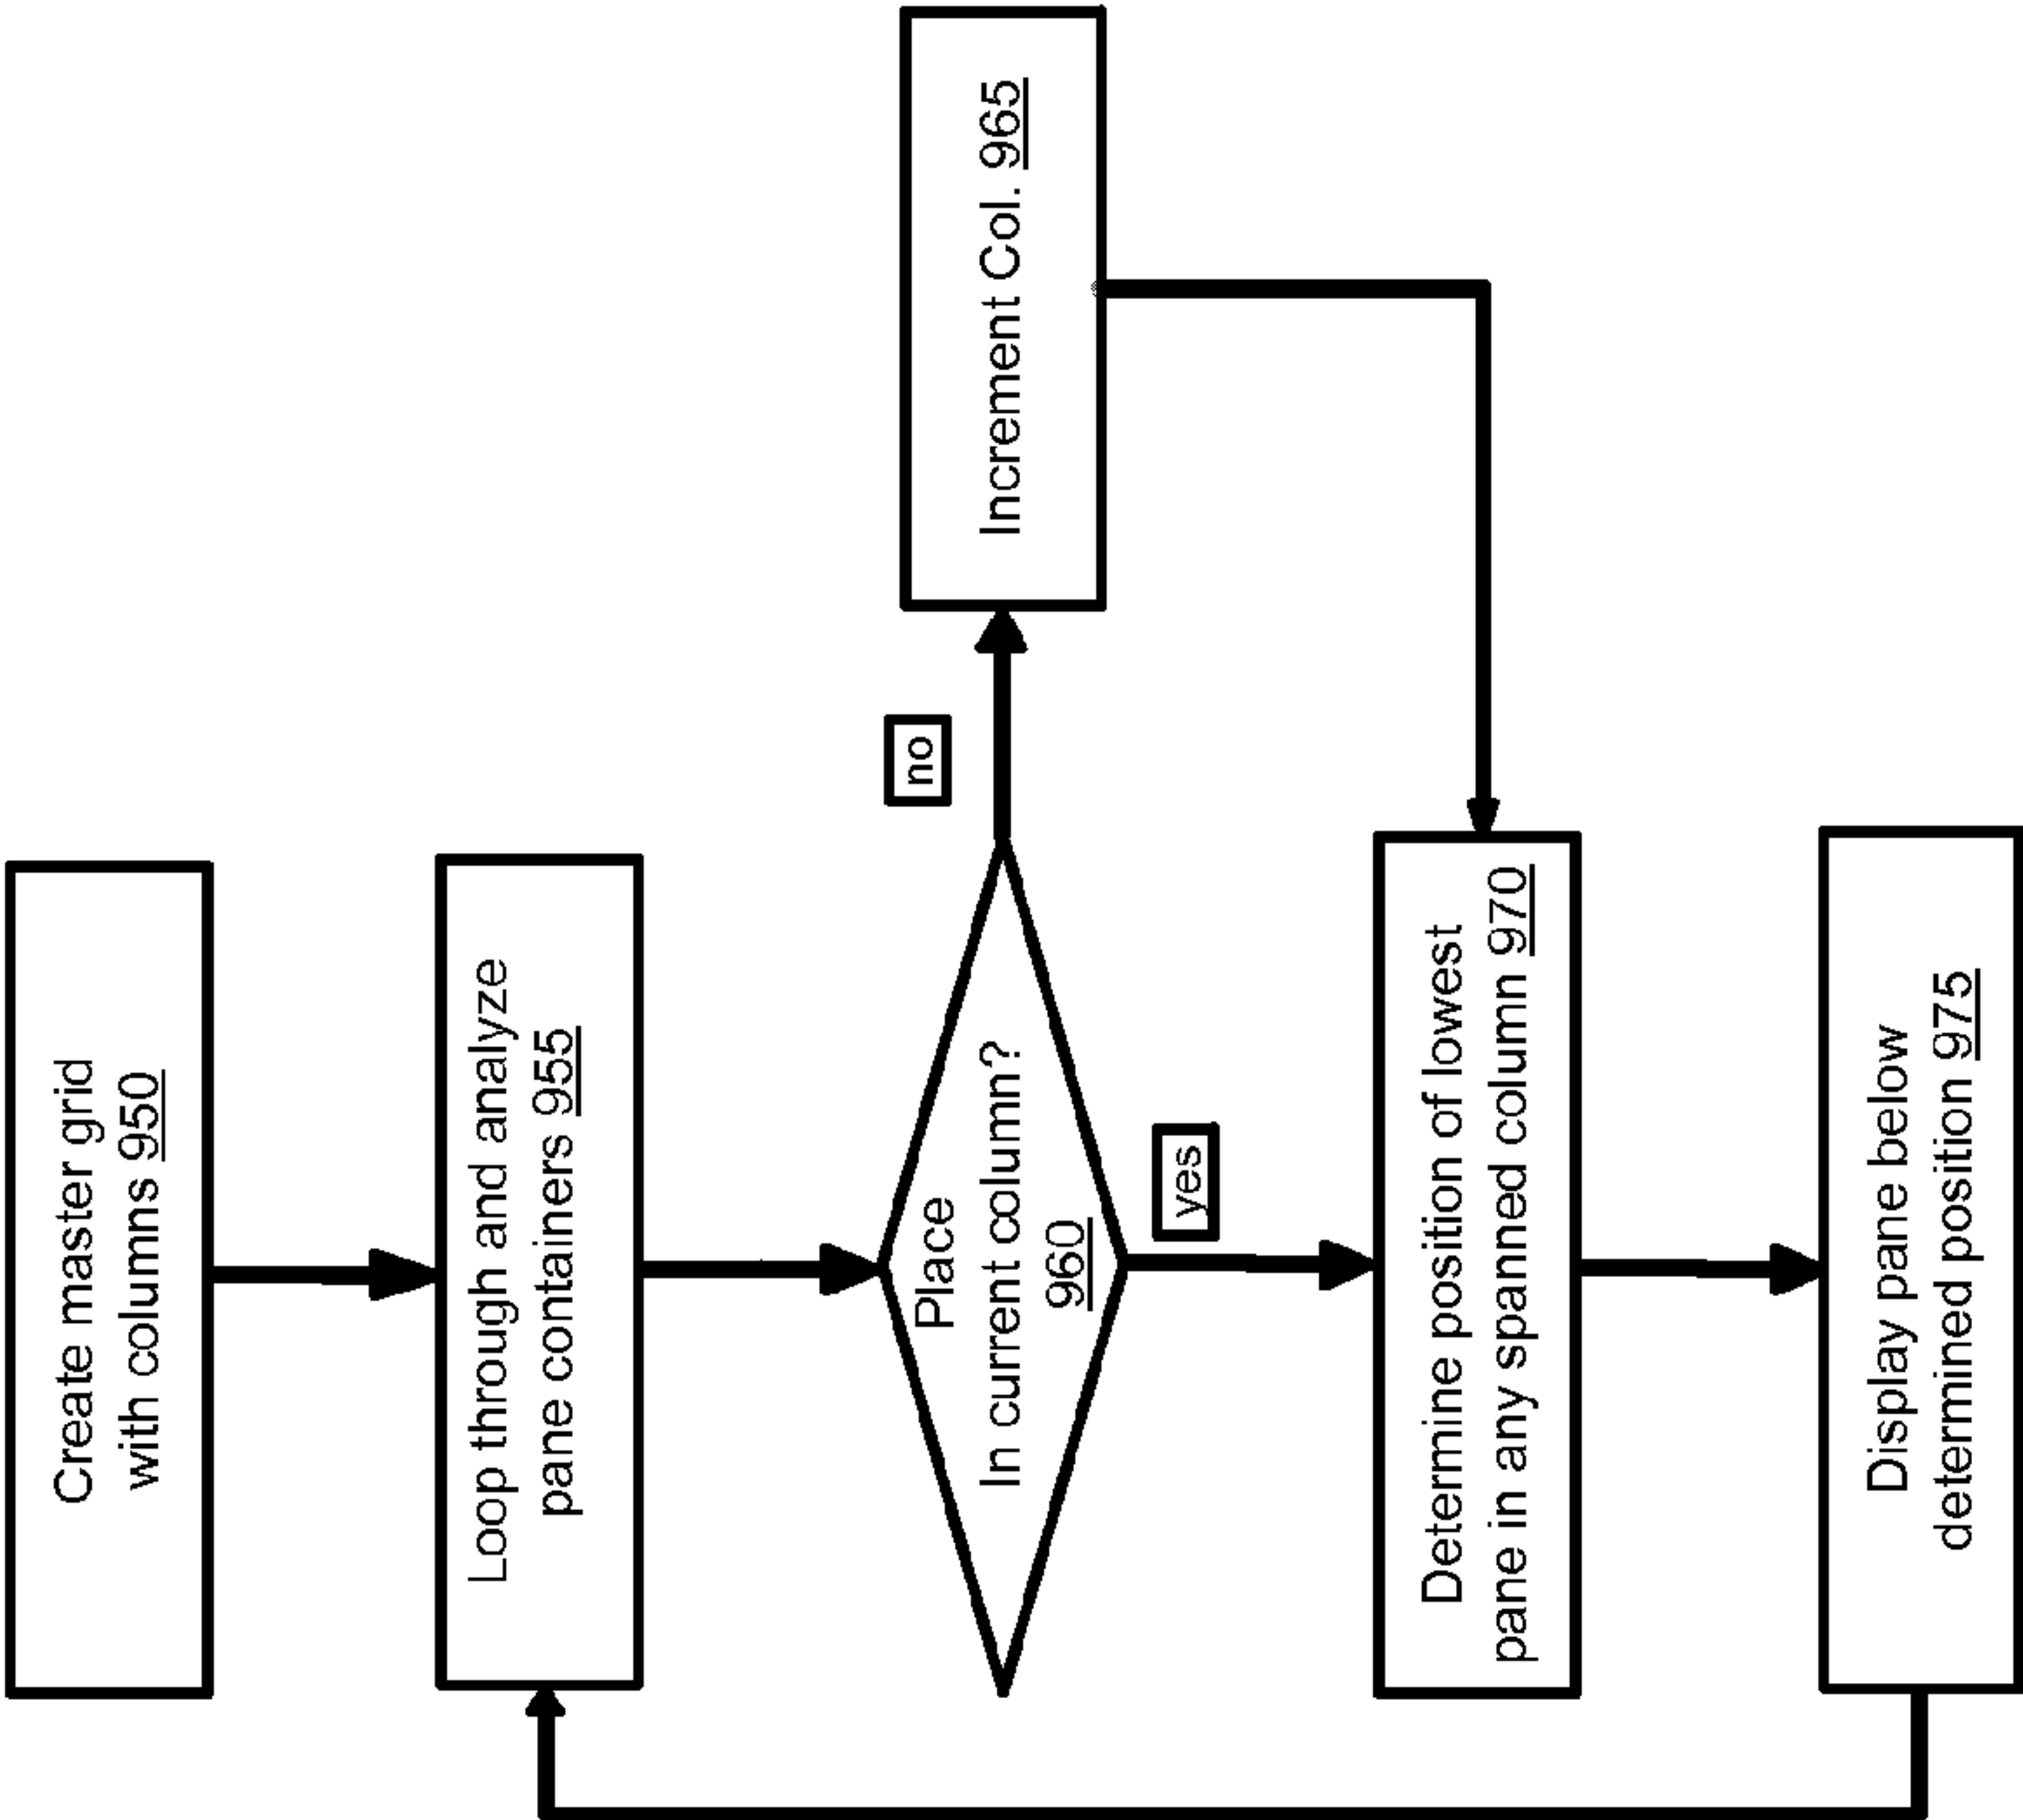 Create master grid
with columns 950
Loop through and analyze
pane containers 955
Place
In current column?
960
no
Increment Col. 965
yes
Determine position of lowest
pane in any spanned column 970
Display pane below
determined position 975